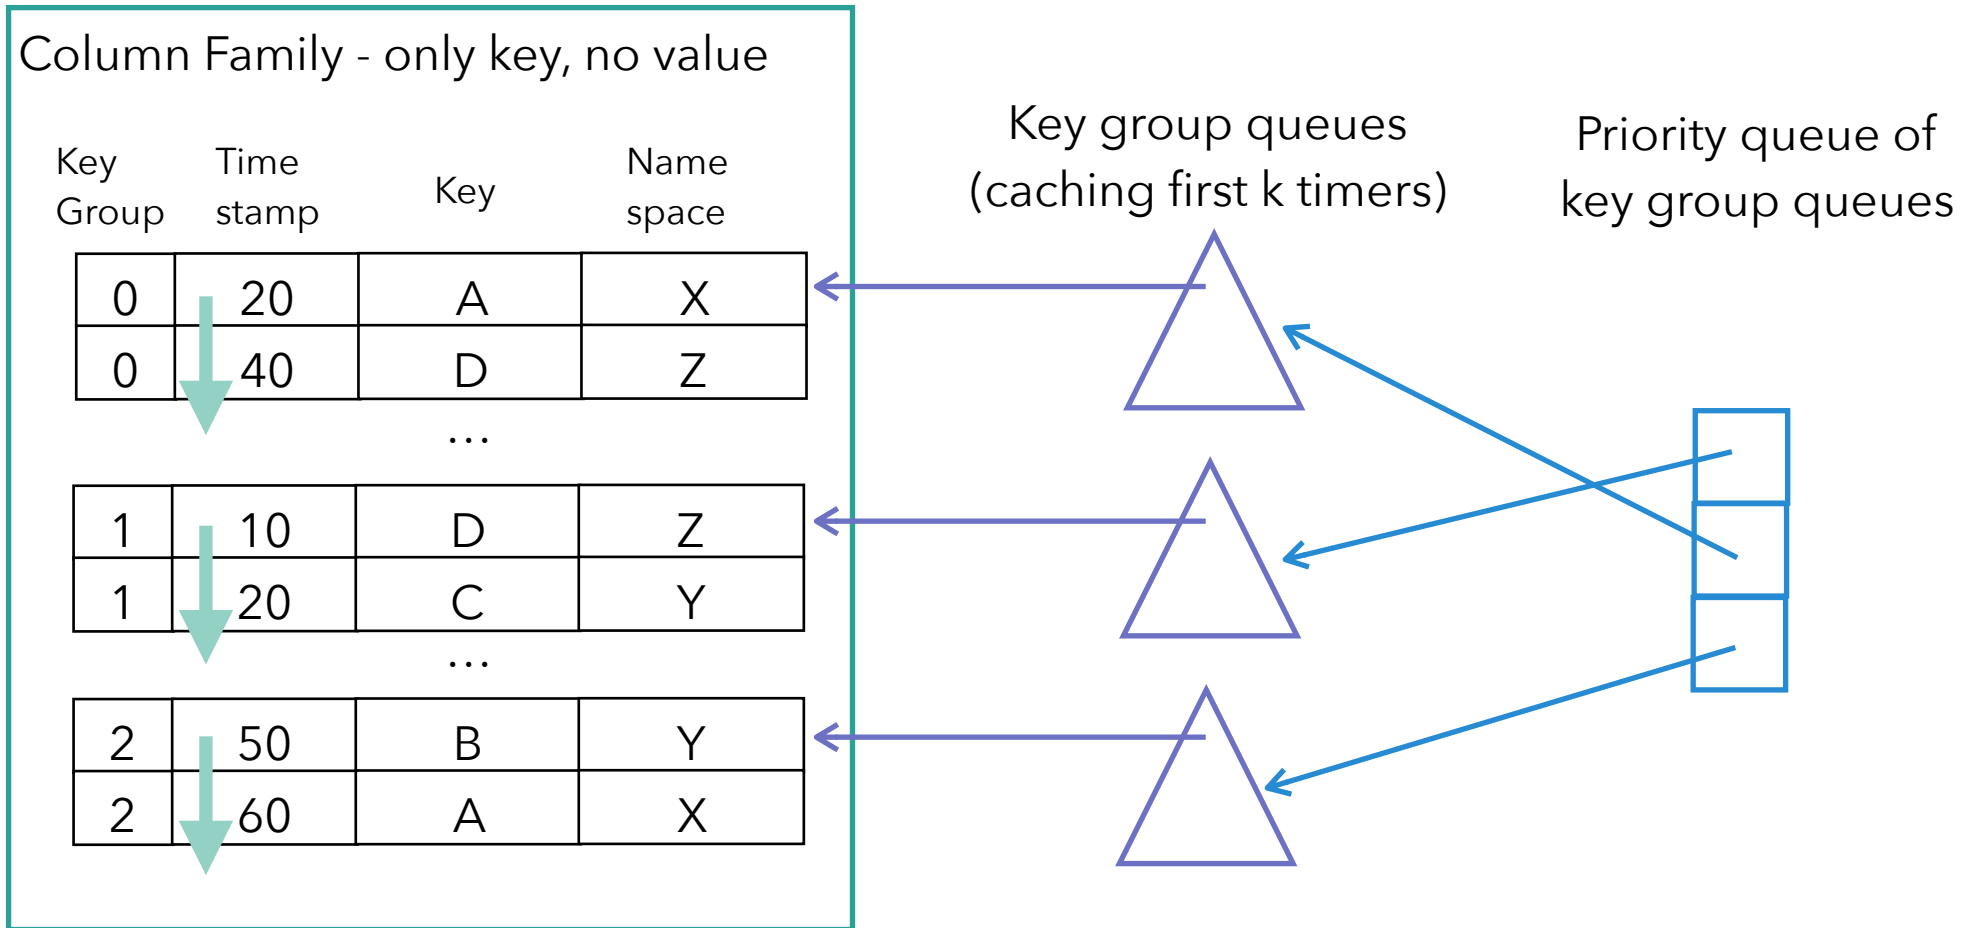 Column Family - only key, no value
Key group queues
(caching first k timers)
Priority queue of
key group queues
Key Group
Time stamp
Key
Name space
0 20 A X
0 40 D Z
...
1 10 D Z
1 20 C Y
...
2 50 B Y
2 60 A X